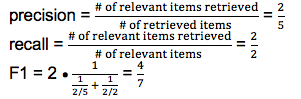 precision = # of relevant items retrieved / # of retrieved items = 2/5
recall = # of relevant items retrieved / # of relevant items = 2/2
F1 = 2 • 1 / (1/(2/5) + 1/(2/2)) = 4/7